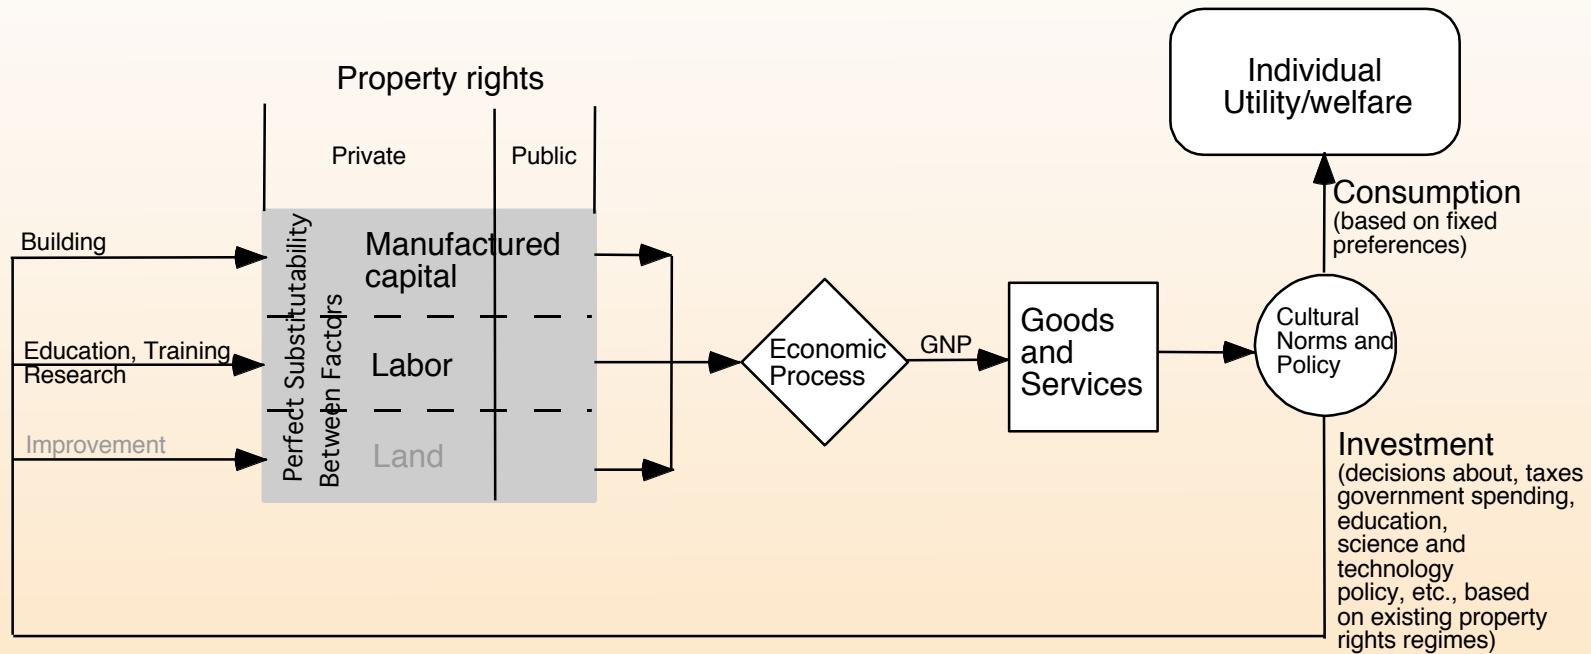 Property rights
Private
Public
Building
Education, Training
Research
Improvement
Perfect Substitutability
Between Factors
Manufactured
capital
Labor
Land
Economic
Process
GNP
Goods
and
Services
Cultural
Norms and
Policy
Individual
Utility/welfare
Consumption
(based on fixed
preferences)
Investment
(decisions about, taxes
government spending,
education,
science and
technology
policy, etc., based
on existing property
rights regimes)